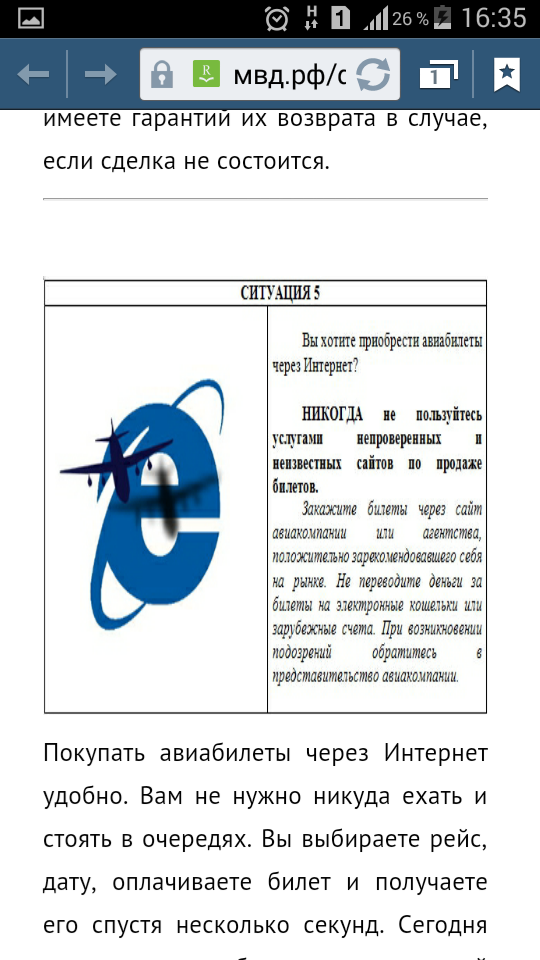 26% 16:35
1
R
мвд.рф/с
1
имеете гарантий их возврата в случае,
если сделка не состоится.
СИТУАЦИЯ 5
Вы хотите приобрести авиабилеты
через Интернет?
НИКОГДА не пользуйтесь
услугами непроверенных и
неизвестных сайтов по продаже
билетов.
Закажите билеты через сайт
авиакомпании или агентства,
положительно зарекомендовавшего себя
на рынке. Не переводите деньги за
билеты на электронные кошельки или
зарубежные счета. При возникновении
подозрений обратитесь в
представительство авиакомпании.
Покупать авиабилеты через Интернет
удобно. Вам не нужно никуда ехать и
стоять в очередях. Вы выбираете рейс,
дату, оплачиваете билет и получаете
его спустя несколько секунд. Сегодня